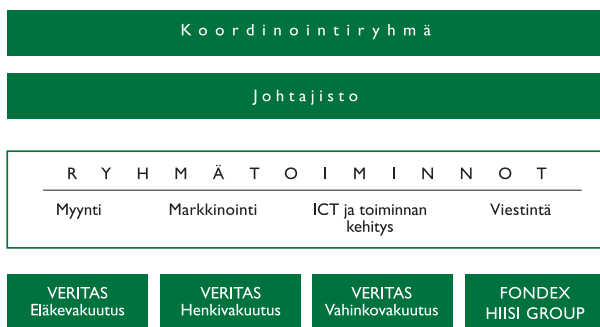 Koordinointiryhmä
Johtajisto
RYHMÄTOIMINNOT
Myynti
Markkinointi
ICT ja toiminnan
kehitys
Viestintä
VERITAS
Eläkevakuutus
VERITAS
Henkivakuutus
VERITAS
Vahinkovakuutus
FONDEX
HIISI GROUP